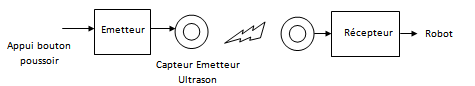 Emetteur
Récepteur
Robot
Appui bouton
poussoir
Capteur Emetteur
Ultrason